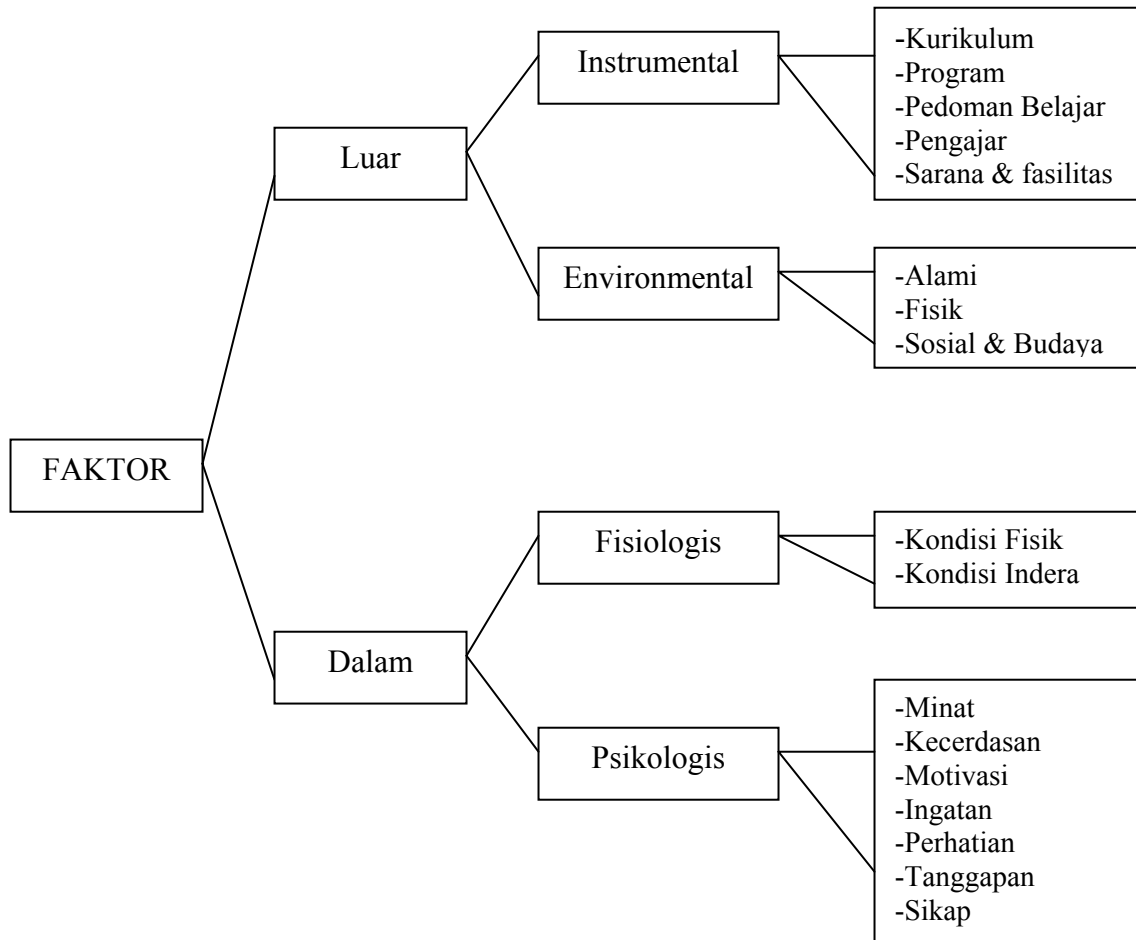 FAKTOR
Luar
Instrumental
-Kurikulum
-Program
-Pedoman Belajar
-Pengajar
-Sarana & fasilitas
Environmental
-Alami
-Fisik
-Sosial & Budaya
Dalam
Fisiologis
-Kondisi Fisik
-Kondisi Indera
Psikologis
-Minat
-Kecerdasan
-Motivasi
-Ingatan
-Perhatian
-Tanggapan
-Sikap